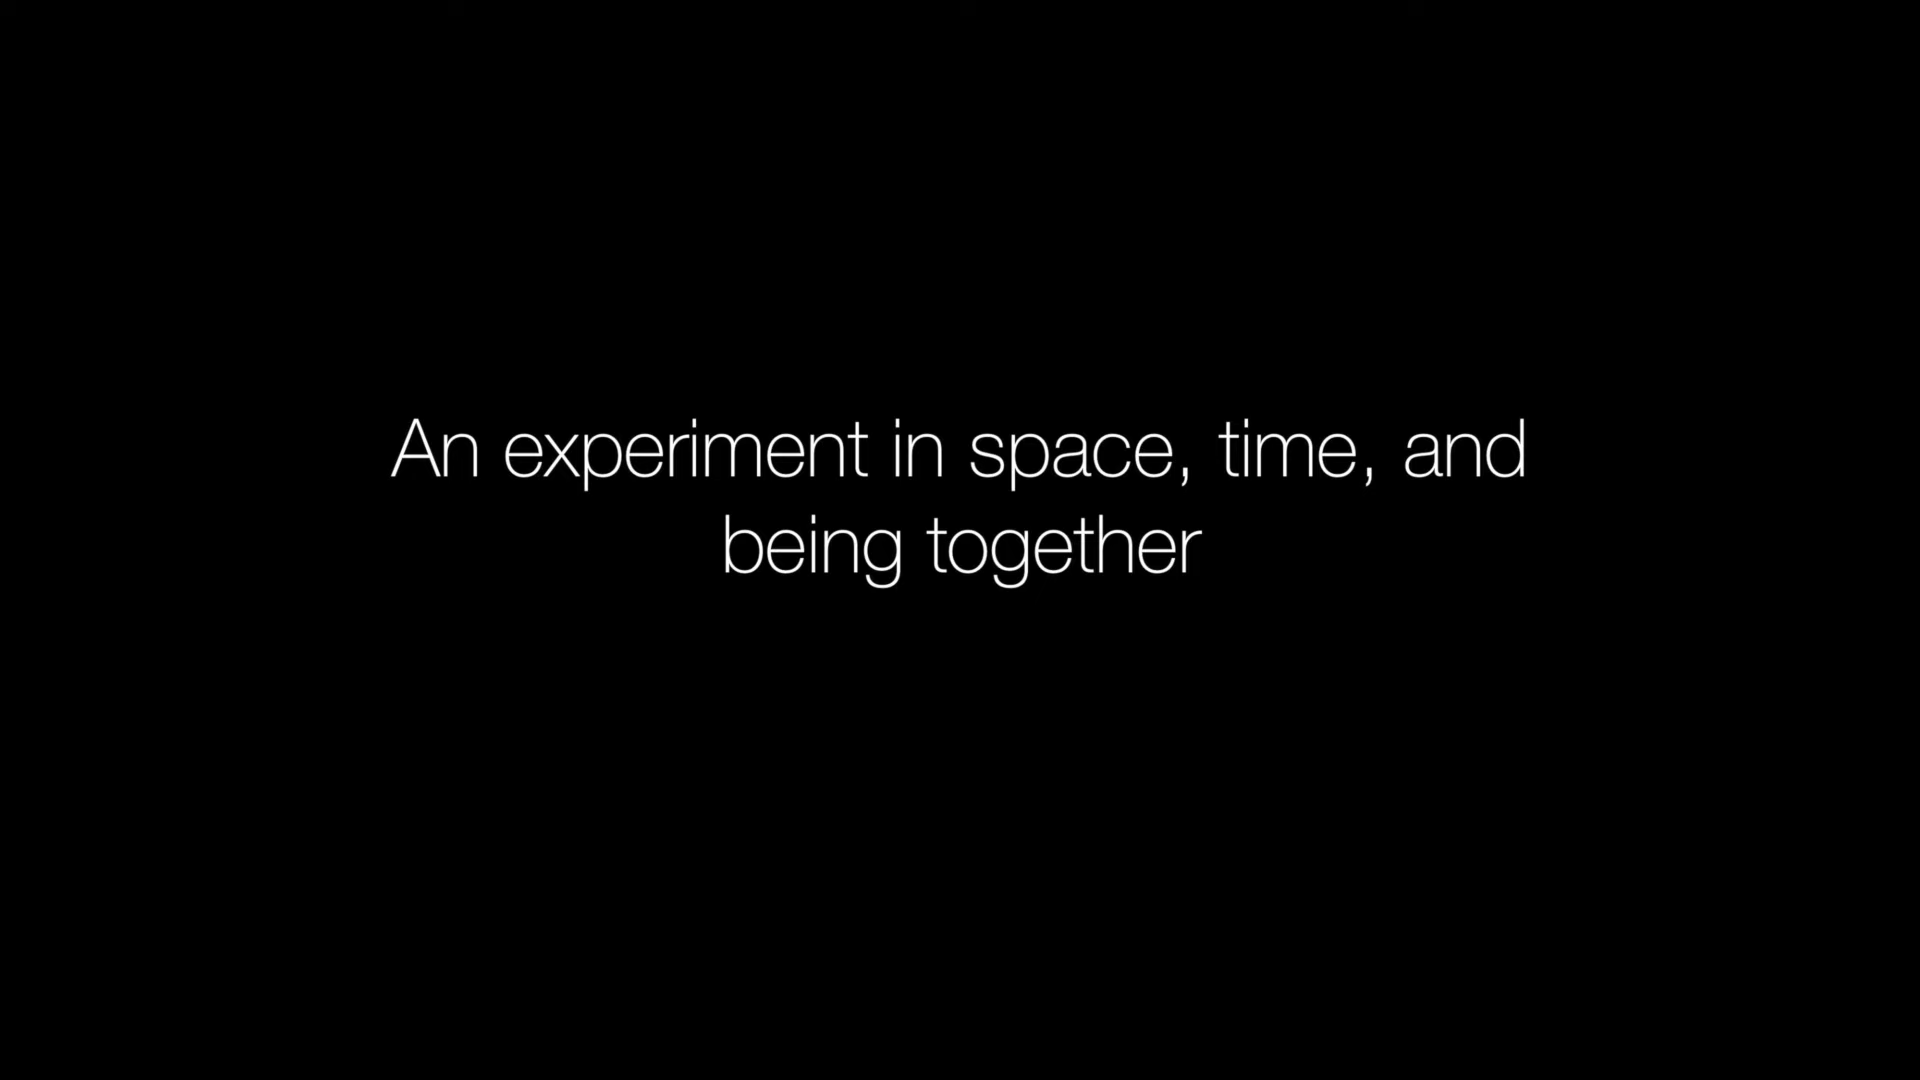 An experiment in space, time, and
being together